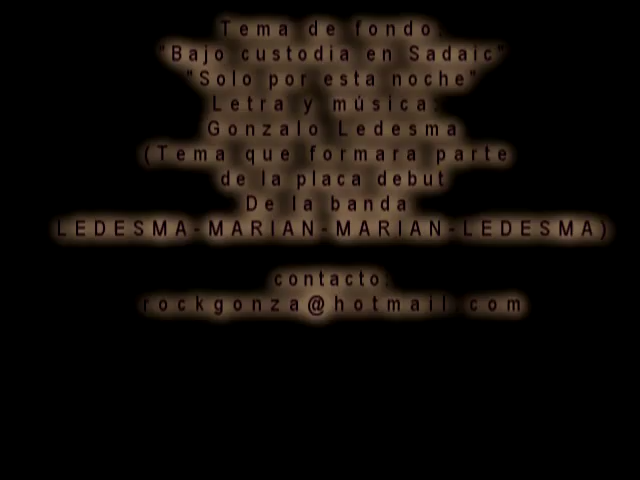 Tema de fondo:
"Bajo custodia en Sadaic"
"Solo por esta noche"
Letra y música:
Gonzalo Ledesma
(Tema que formara parte
de la placa debut
De la banda
LEDESMA-MARIAN-MARIAN-LEDESMA)
contacto:
rockgonza@hotmail.com